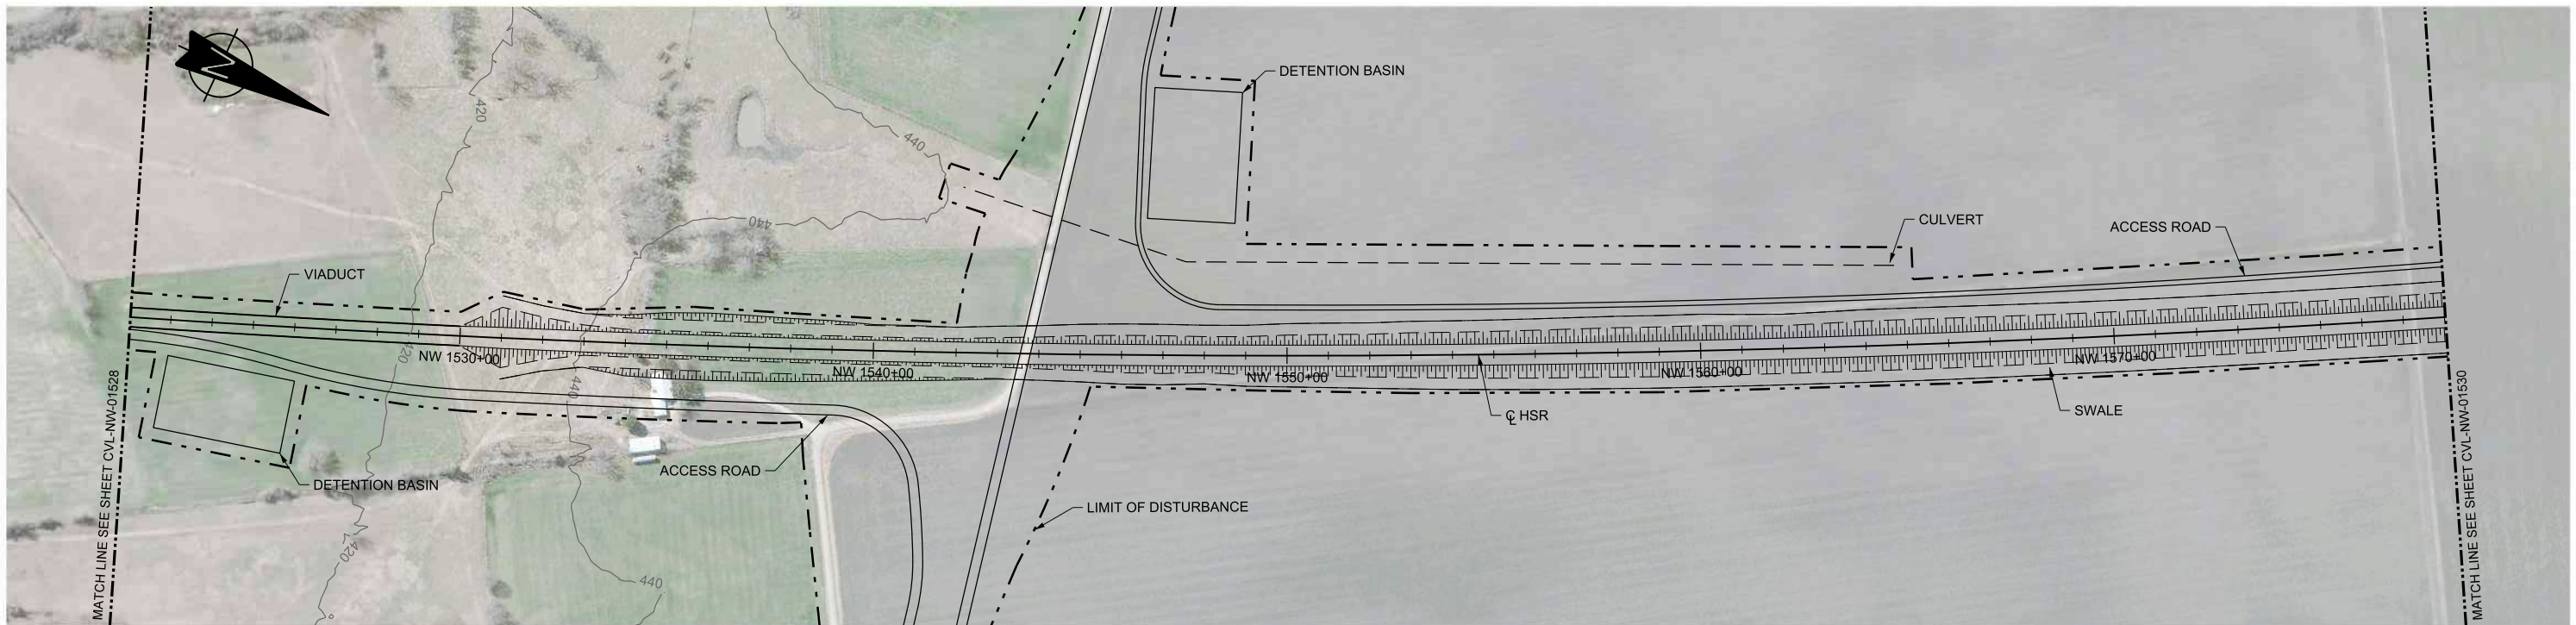 N
DETENTION BASIN
420
440
440
CULVERT
ACCESS ROAD
VIADUCT
NW 1530+00
NW 1540+00
NW 1550+00
NW 1560+00
NW 1570+00
420
440
℄ HSR
SWALE
ACCESS ROAD
DETENTION BASIN
LIMIT OF DISTURBANCE
420
440
MATCH LINE SEE SHEET CVL-NW-01528
MATCH LINE SEE SHEET CVL-NW-01530